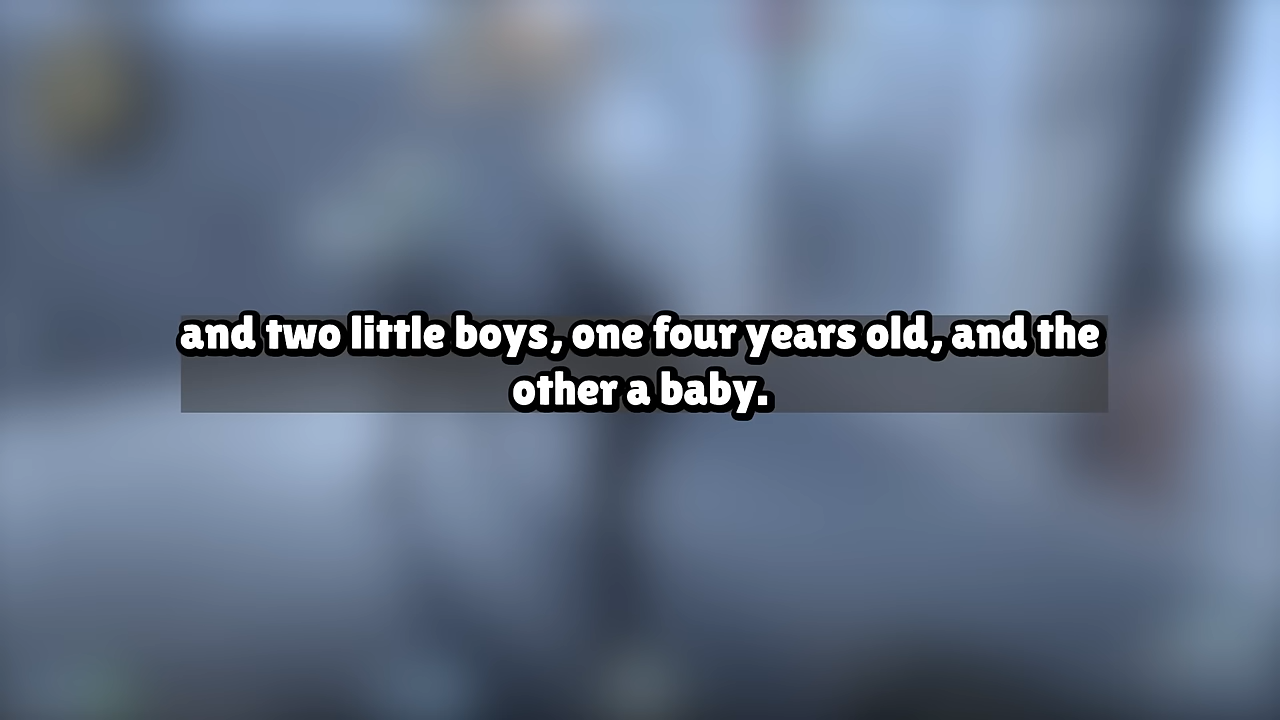 and two little boys, one four years old, and the
other a baby.